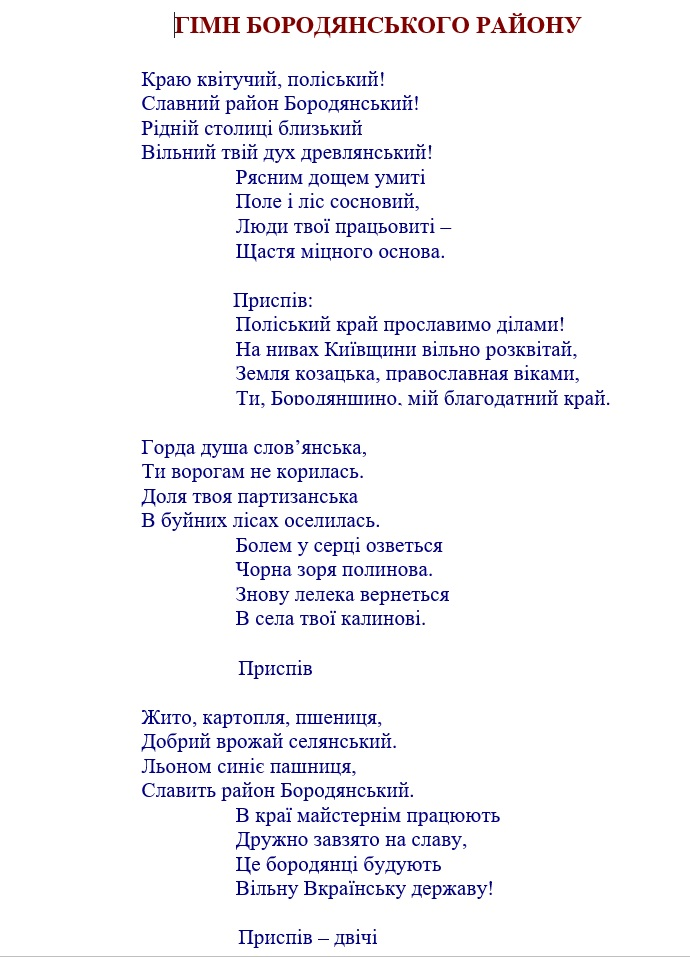 ГІМН БОРОДЯНСЬКОГО РАЙОНУ
Краю квітучий, поліський!
Славний район Бородянський!
Рідній столиці близький
Вільний твій дух древлянський!
Рясним дощем умиті
Поле і ліс сосновий,
Люди твої працьовиті –
Щастя міцного основа.
Приспів:
Поліський край прославимо ділами!
На нивах Київщини вільно розквітай,
Земля козацька, православная віками,
Ти, Бородянщино, мій благодатний край.
Горда душа слов’янська,
Ти ворогам не корилась.
Доля твоя партизанська
В буйних лісах оселилась.
Болем у серці озветься
Чорна зоря полинова.
Знову лелека вернеться
В села твої калинові.
Приспів
Жито, картопля, пшениця,
Добрий врожай селянський.
Льоном синіє пашниця,
Славить район Бородянський.
В краї майстернім працюють
Дружно завзято на славу,
Це бородянці будують
Вільну Вкраїнську державу!
Приспів – двічі